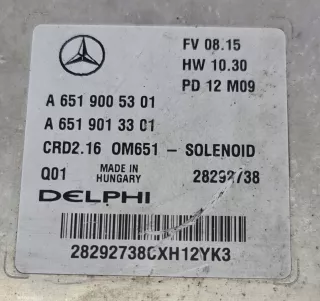 FV 08.15
HW 10.30
PD 12 M09
A 651 900 53 01
A 651 901 33 01
CRD2.16 OM651 - SOLENOID
Q01 MADE IN HUNGARY 28292738
DELPHI
28292738CXH12YK3